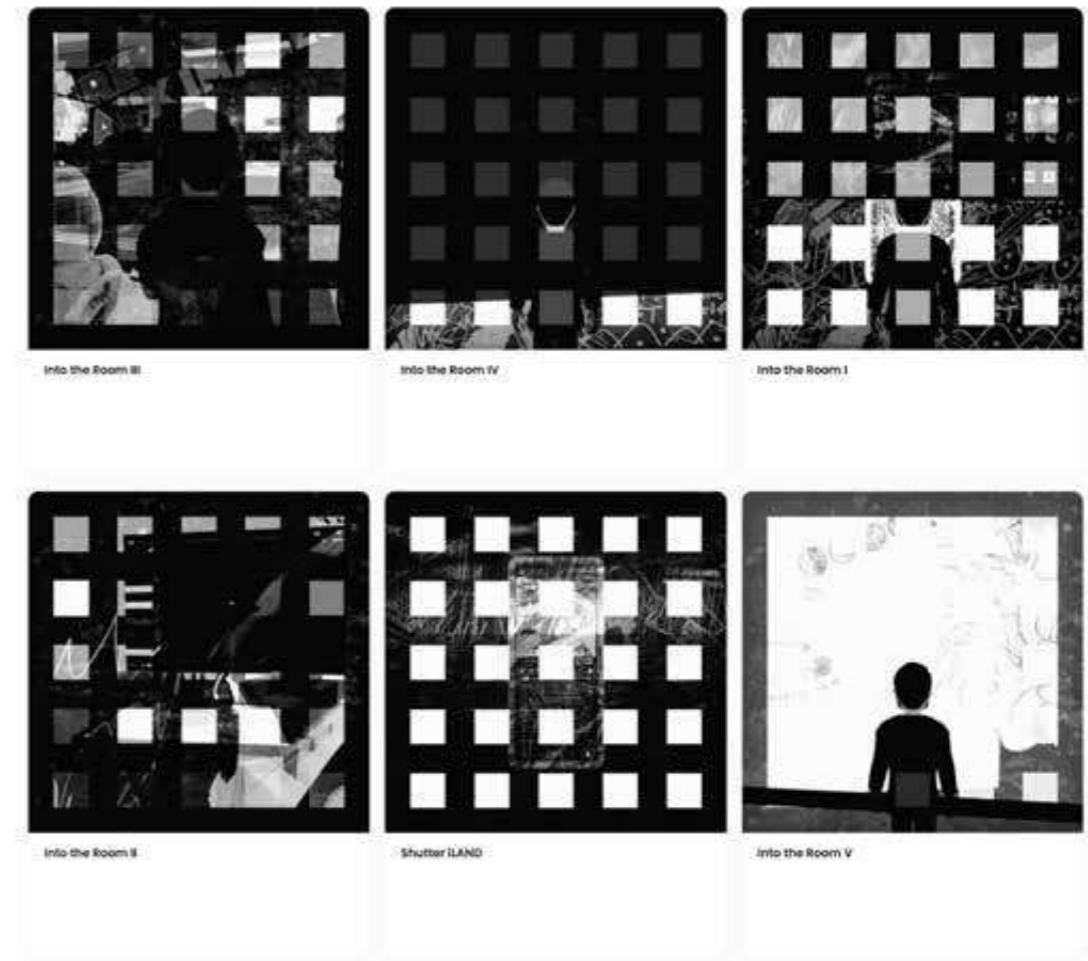 Into the Room III
Into the Room IV
Into the Room I
Into the Room II
Shutter iLAND
Into the Room V